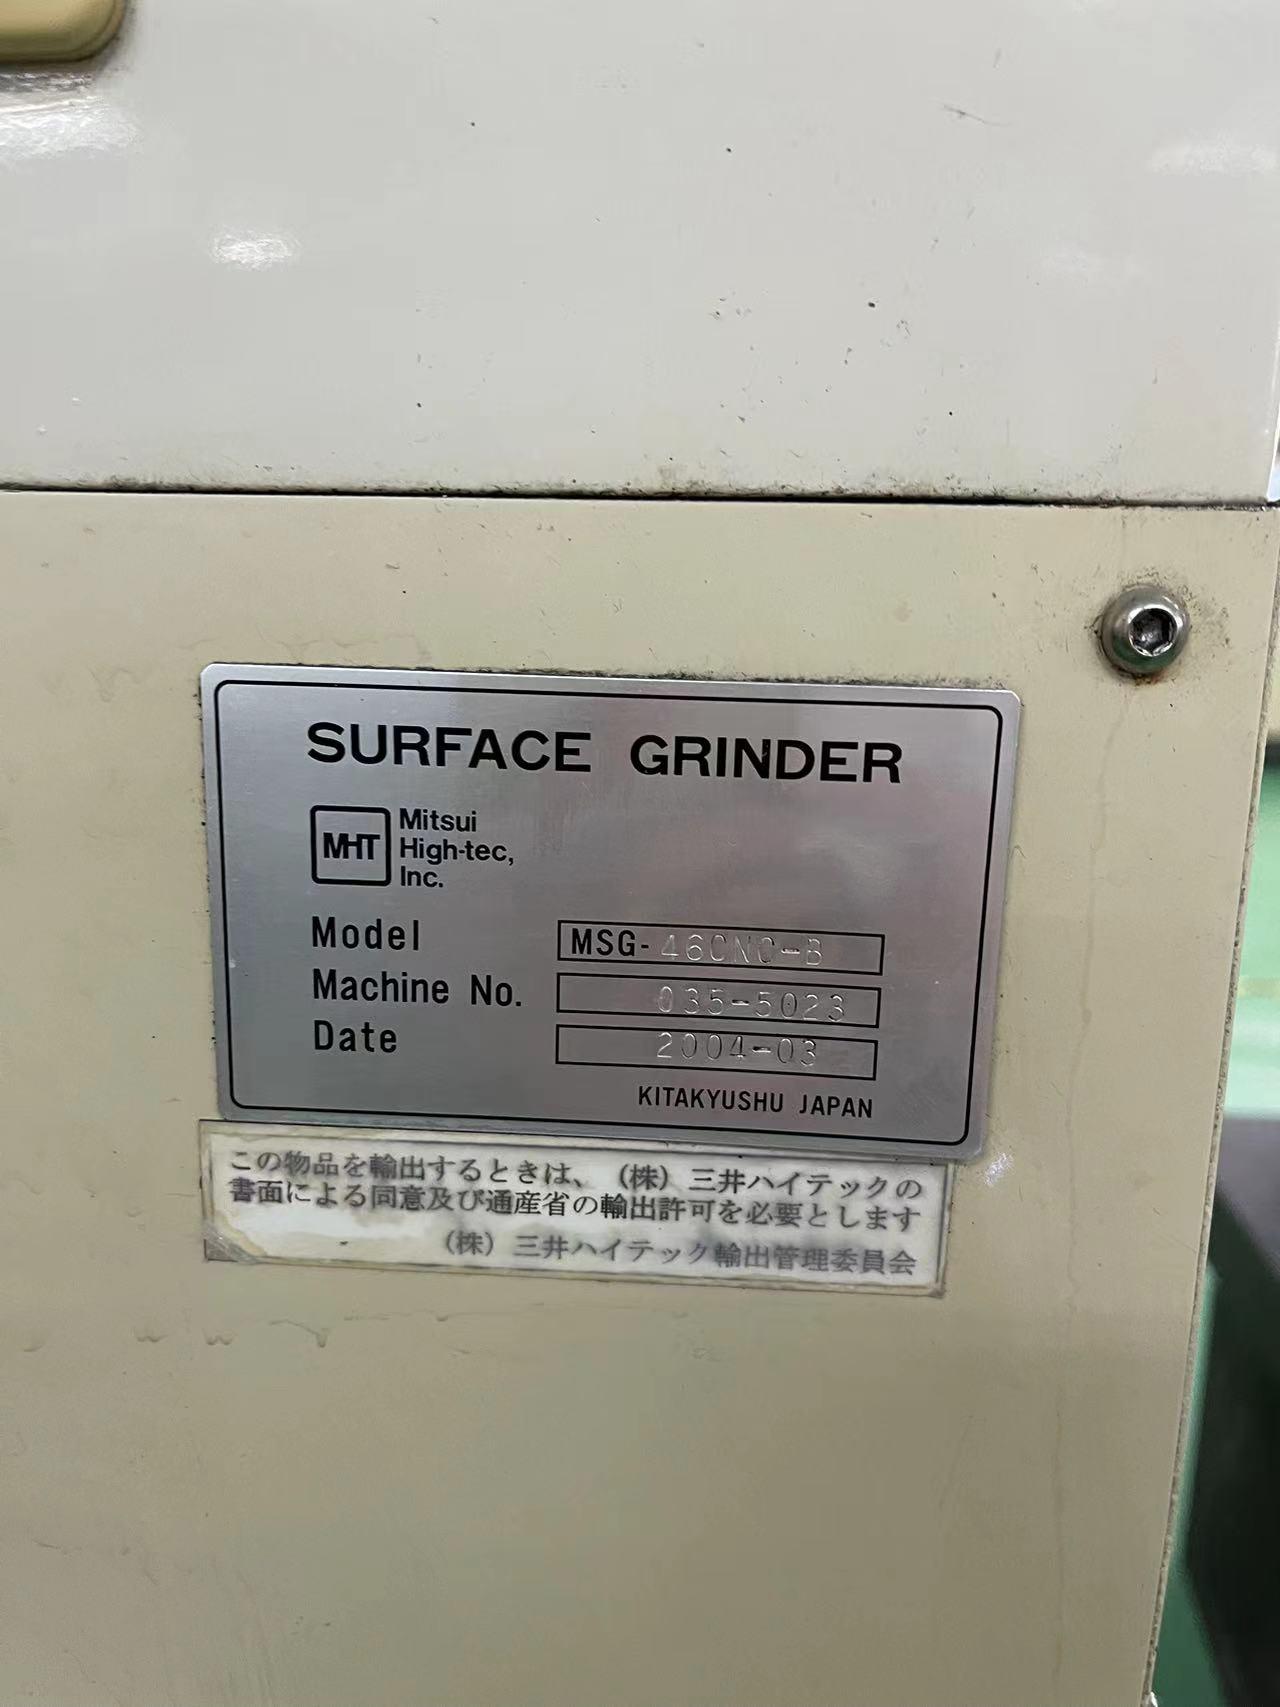 SURFACE GRINDER
MHT
Mitsui
High-tec,
Inc.
Model MSG-46CNC-B
Machine No. 035-5023
Date 2004-03
KITAKYUSHU JAPAN
この物品を輸出するときは、(株)三井ハイテックの
書面による同意及び通産省の輸出許可を必要とします
(株)三井ハイテック輸出管理委員会